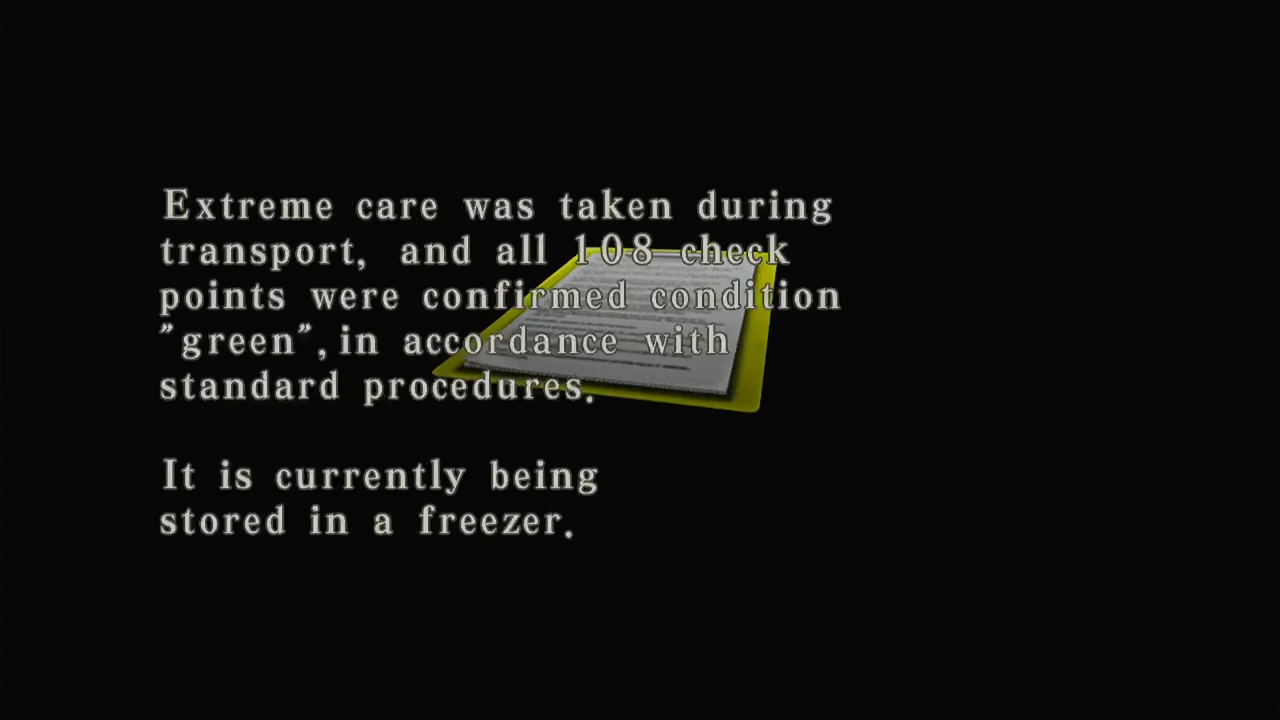 Extreme care was taken during
transport, and all 108 check
points were confirmed condition
"green", in accordance with
standard procedures.
It is currently being
stored in a freezer.